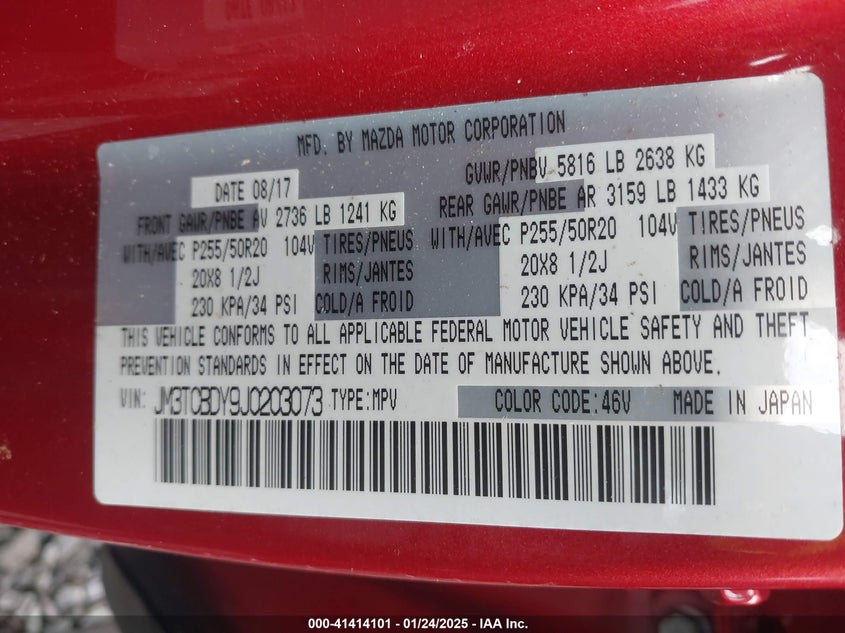 MFD. BY MAZDA MOTOR CORPORATION
DATE 08/17 GVWR/PNBV 5816 LB 2638 KG
FRONT GAWR/PNBE AV 2736 LB 1241 KG REAR GAWR/PNBE AR 3159 LB 1433 KG
WITH/AVEC P255/50R20 104V TIRES/PNEUS WITH/AVEC P255/50R20 104V TIRES/PNEUS
20X8 1/2J RIMS/JANTES 20X8 1/2J RIMS/JANTES
230 KPA/34 PSI COLD/A FROID 230 KPA/34 PSI COLD/A FROID
THIS VEHICLE CONFORMS TO ALL APPLICABLE FEDERAL MOTOR VEHICLE SAFETY AND THEFT
PREVENTION STANDARDS IN EFFECT ON THE DATE OF MANUFACTURE SHOWN ABOVE.
VIN: JM3TCBDY9J0203073 TYPE:MPV COLOR CODE:46V MADE IN JAPAN
000-41414101 - 01/24/2025 - IAA Inc.